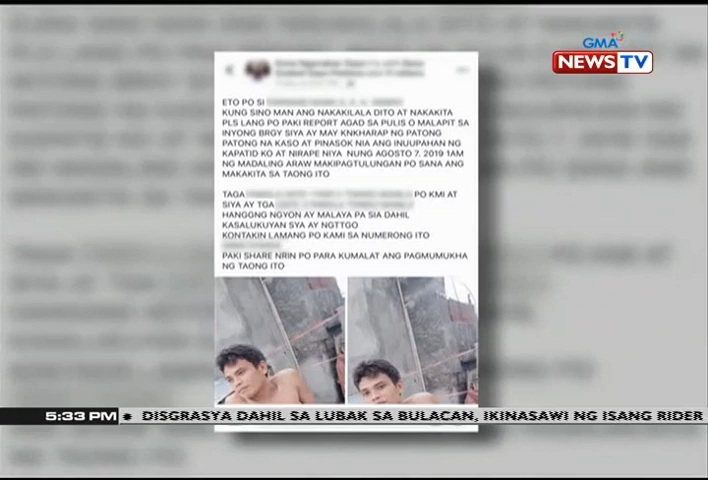 GMA
NEWS TV
ETO PO SI
KUNG SINO MAN ANG NAKAKILALA DITO AT NAKAKITA
PLS LANG PO PAKI REPORT AGAD SA PULIS O MALAPIT SA
INYONG BRGY SIYA AY MAY KNKHARAP NG PATONG
PATONG NA KASO AT PINASOK NIA ANG INUUPAHAN NG
KAPATID KO AT NIRAPE NIYA NUNG AGOSTO 7, 2019 1AM
NG MADALING ARAW MAKIPAGTULUNGAN PO SANA ANG
MAKAKITA SA TAONG ITO
TAGA PO KMI AT
SIYA AY TGA
HANGGNG NGYON AY MALAYA PA SIA DAHIL
KASALUKUYAN SYA AY NGTTGO
KONTAKIN LAMANG PO KAMI SA NUMERONG ITO
PAKI SHARE NRIN PO PARA KUMALAT ANG PAGMUMUKHA
NG TAONG ITO
5:33 PM DISGRASYA DAHIL SA LUBAK SA BULACAN, IKINASAWI NG ISANG RIDER